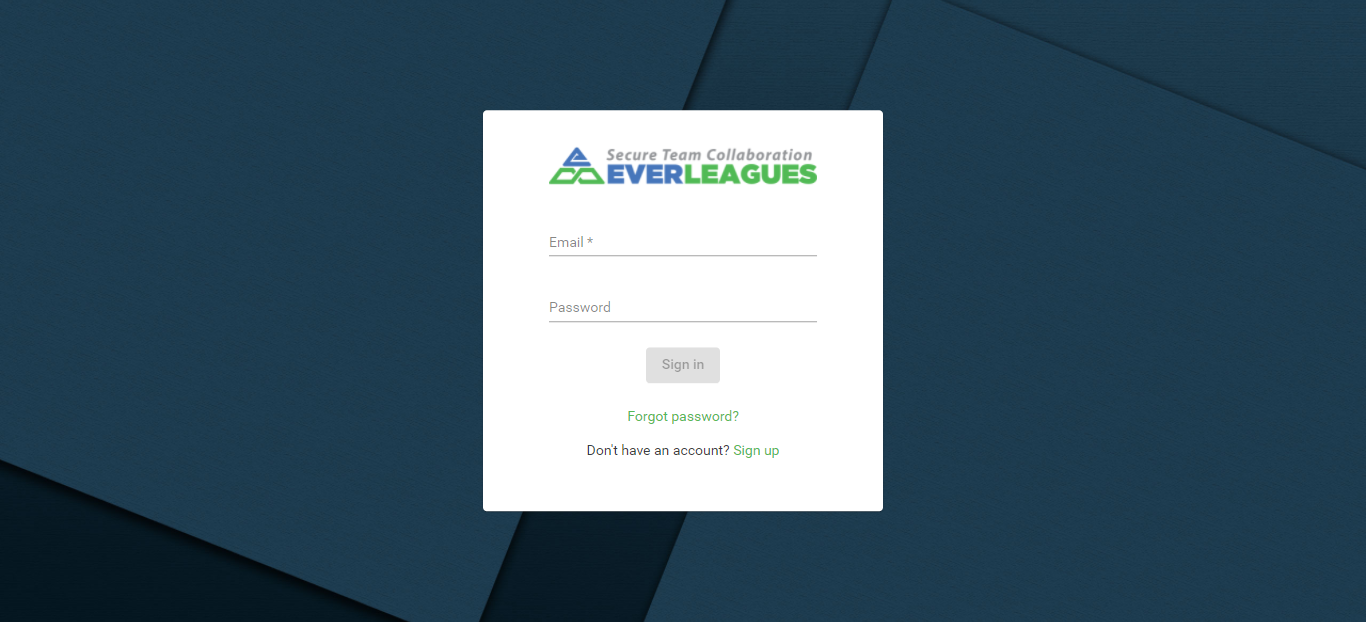 Secure Team Collaboration
EVERLEAGUES
Email *
Password
Sign in
Forgot password?
Don't have an account? Sign up